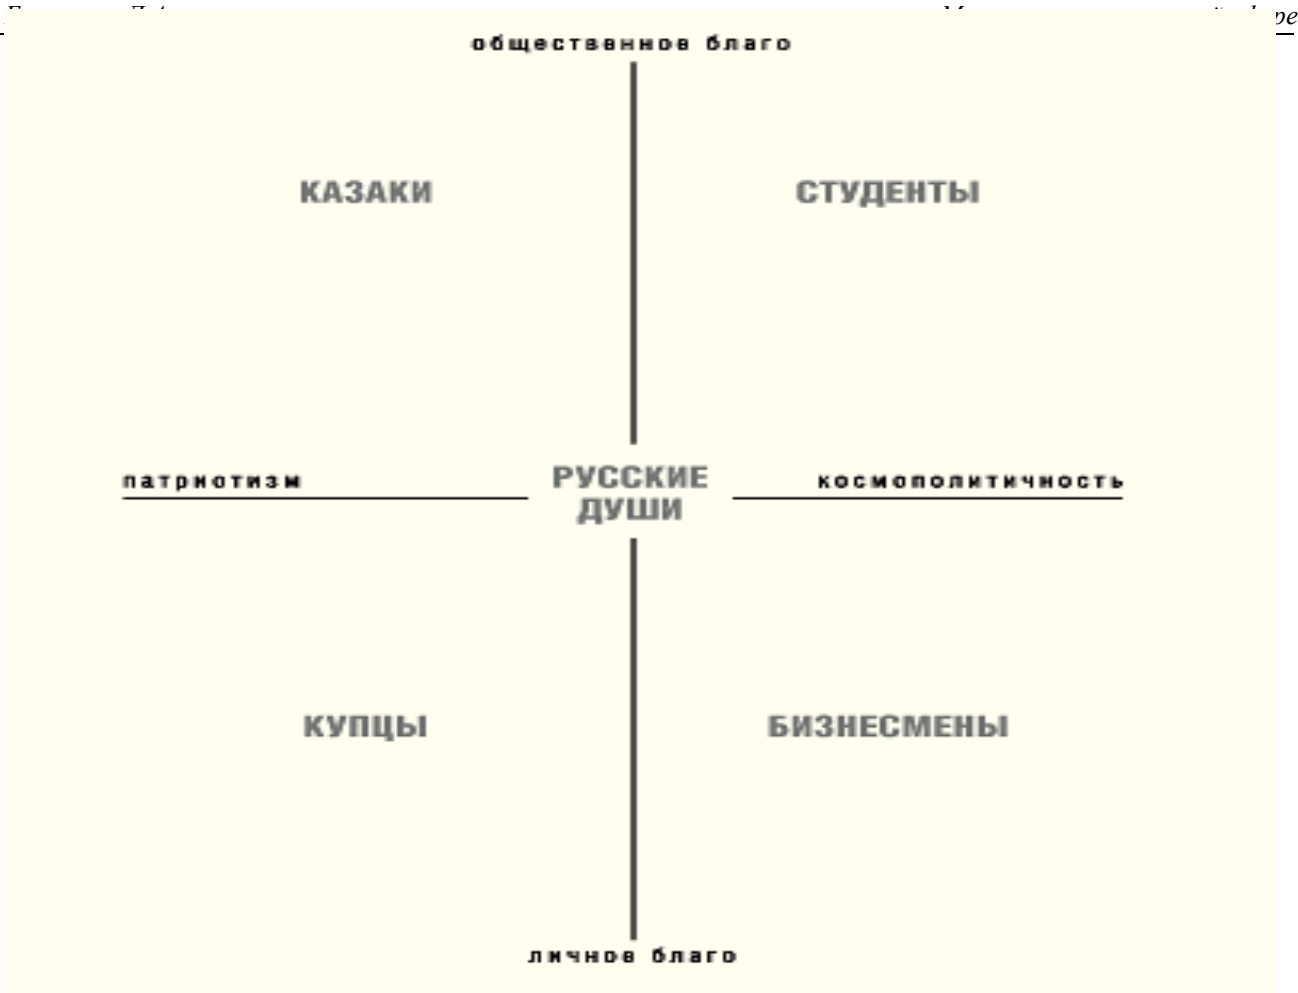 общественное благо
КАЗАКИ
СТУДЕНТЫ
патриотизм
РУССКИЕ
ДУШИ
космополитичность
КУПЦЫ
БИЗНЕСМЕНЫ
личное благо